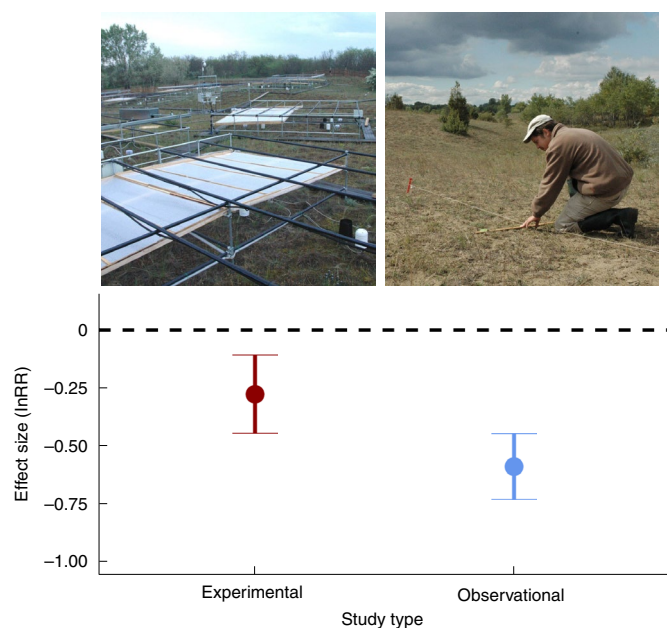 0
−0.25
−0.50
−0.75
−1.00
Effect size (lnRR)
Experimental
Observational
Study type